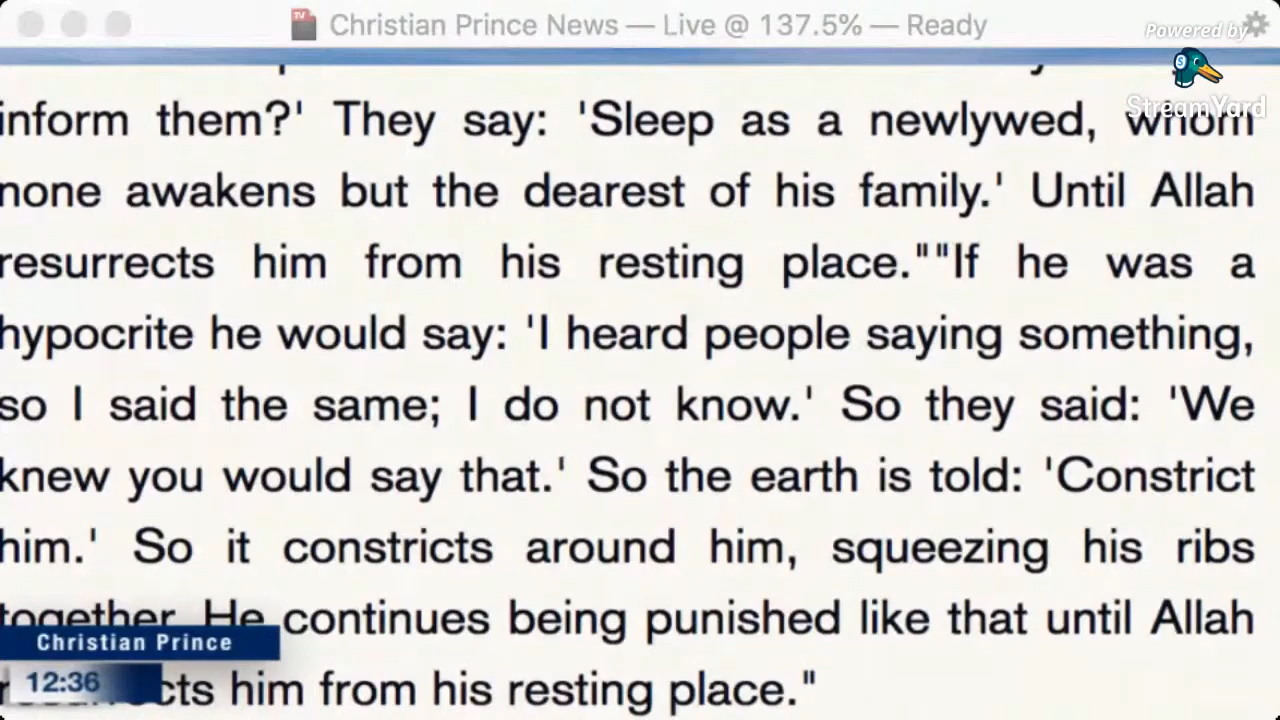 Christian Prince News — Live @ 137.5% — Ready
Powered by
StreamYard
inform them?' They say: 'Sleep as a newlywed, whom
none awakens but the dearest of his family.' Until Allah
resurrects him from his resting place.""If he was a
hypocrite he would say: 'I heard people saying something,
so I said the same; I do not know.' So they said: 'We
knew you would say that.' So the earth is told: 'Constrict
him.' So it constricts around him, squeezing his ribs
together. He continues being punished like that until Allah
him from his resting place."
Christian Prince
12:36